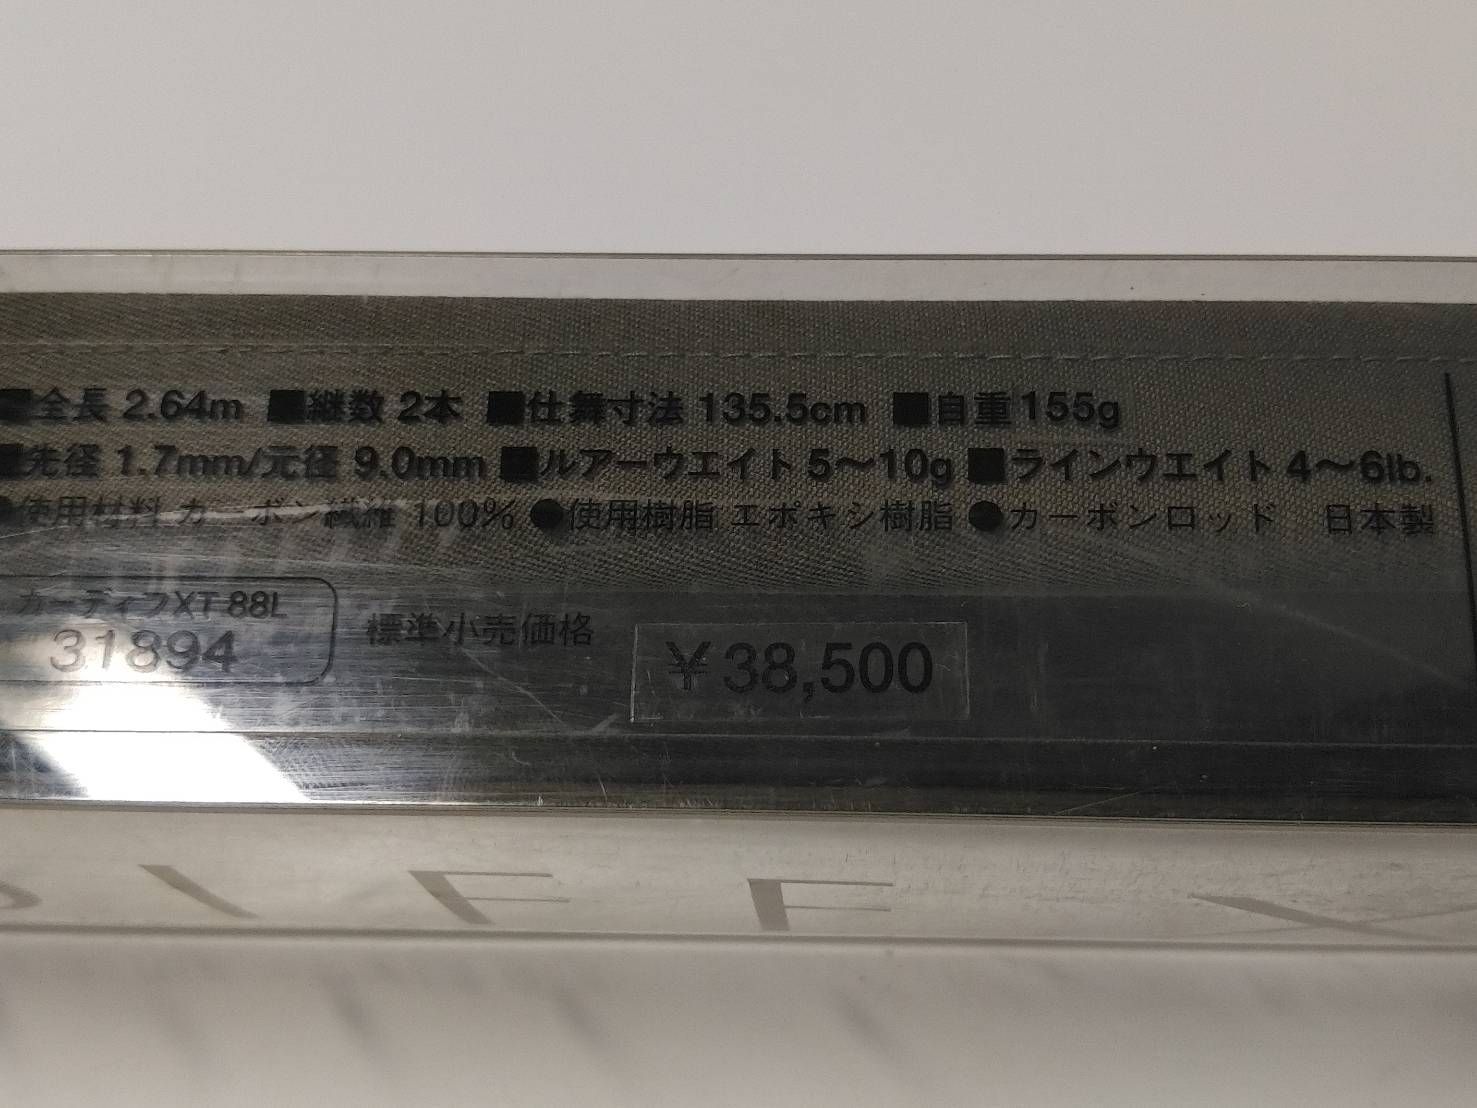 ■全長 2.64m ■継数 2本 ■仕舞寸法 135.5cm ■自重155g
■先径 1.7mm/元径 9.0mm ■ルアーウエイト 5〜10g ■ラインウエイト 4〜6lb.
●使用材料 カーボン繊維 100% ●使用樹脂 エポキシ樹脂 ●カーボンロッド 日本製
カーディフXT 88L
31894
標準小売価格
¥38,500
DIFF X